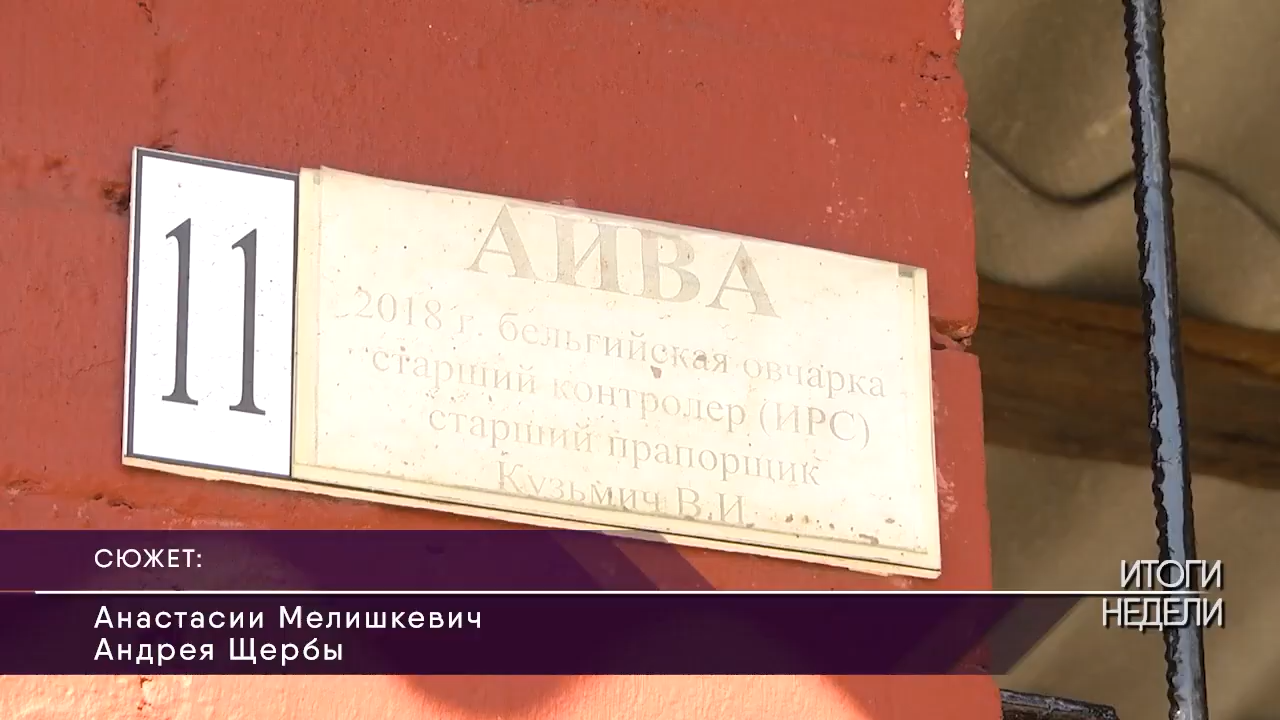 11
АЙВА
2018 г. бельгийская овчарка
старший контролер (ИРС)
старший прапорщик
Кузьмич В.И.
СЮЖЕТ:
Анастасии Мелишкевич
Андрея Щербы
ИТОГИ
НЕДЕЛИ